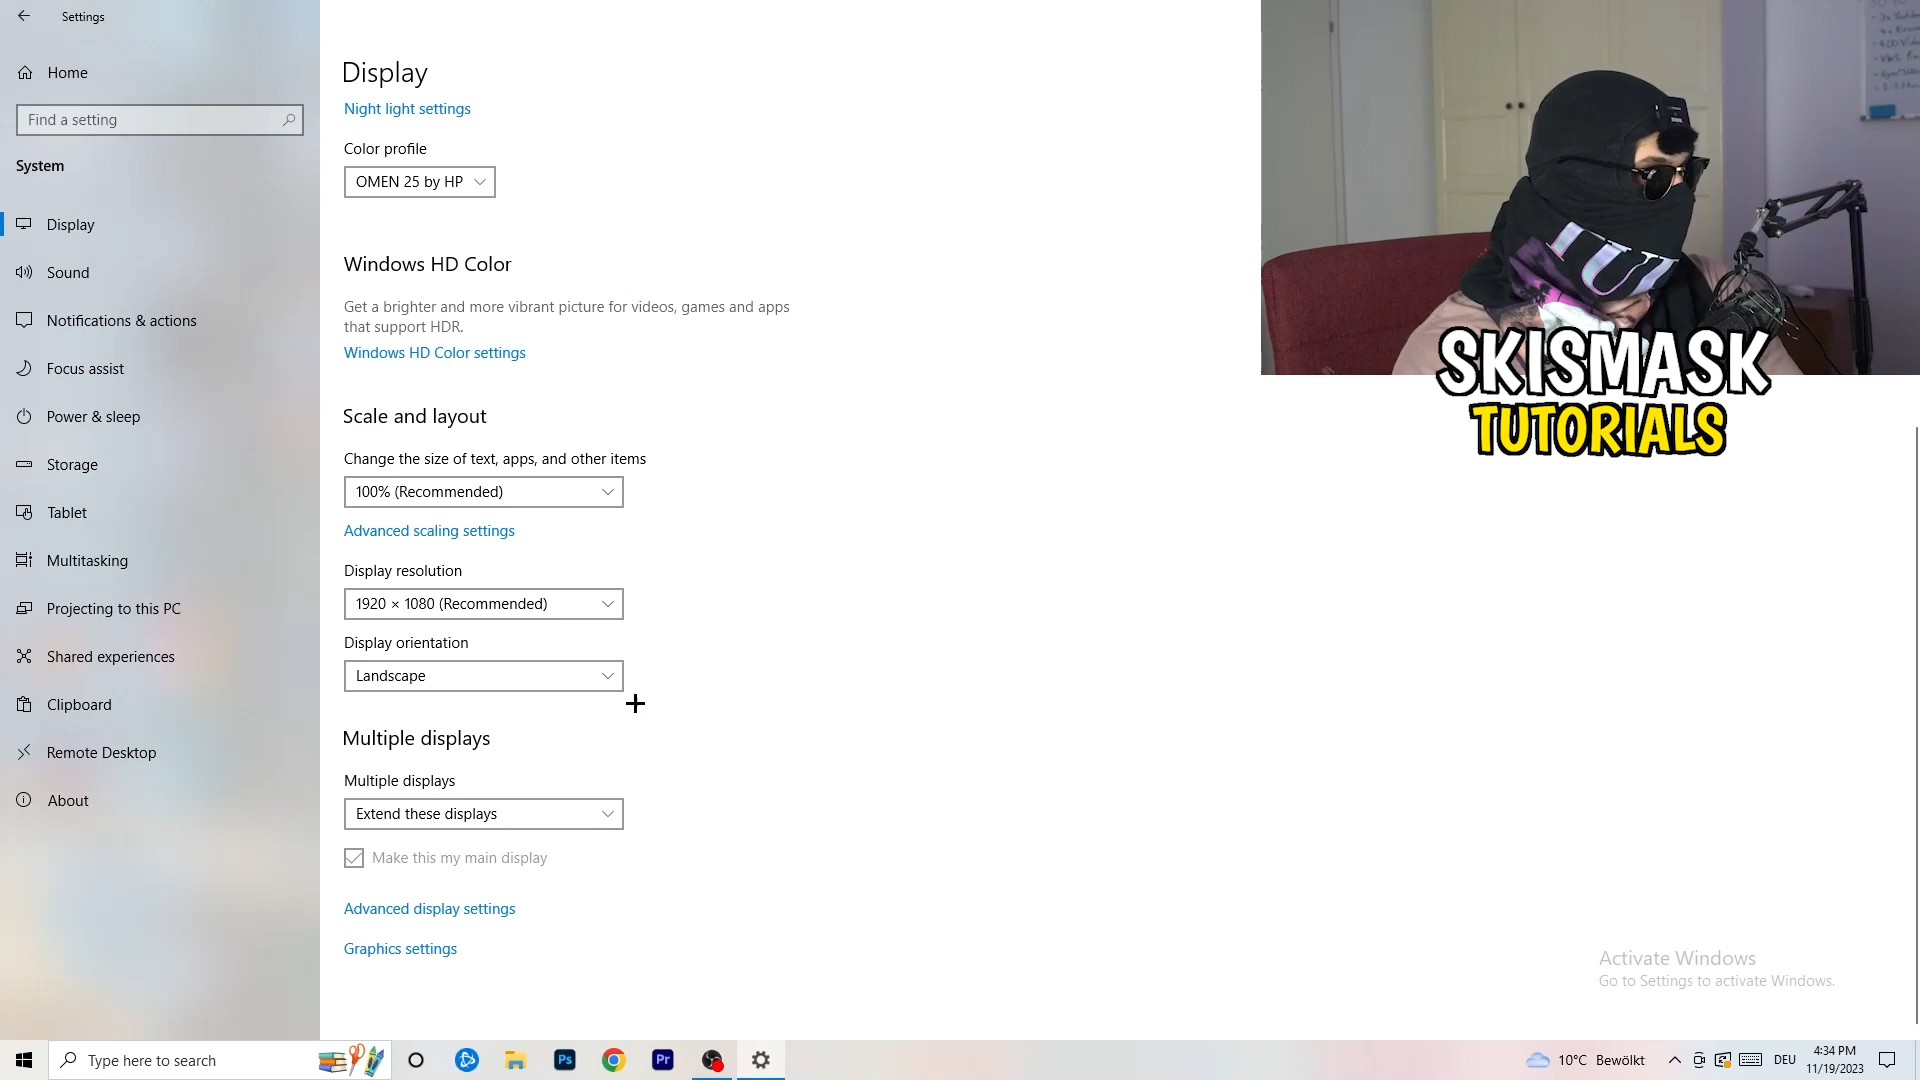 Settings
Home
Find a setting
System
Display
Sound
Notifications & actions
Focus assist
Power & sleep
Storage
Tablet
Multitasking
Projecting to this PC
Shared experiences
Clipboard
Remote Desktop
About
Display
Night light settings
Color profile
OMEN 25 by HP
Windows HD Color
Get a brighter and more vibrant picture for videos, games and apps
that support HDR.
Windows HD Color settings
Scale and layout
Change the size of text, apps, and other items
100% (Recommended)
Advanced scaling settings
Display resolution
1920 × 1080 (Recommended)
Display orientation
Landscape
Multiple displays
Multiple displays
Extend these displays
Make this my main display
Advanced display settings
Graphics settings
SKISMASK
TUTORIALS
Activate Windows
Go to Settings to activate Windows.
Type here to search
Ps
Pr
10°C Bewölkt
DEU
4:34 PM
11/19/2023